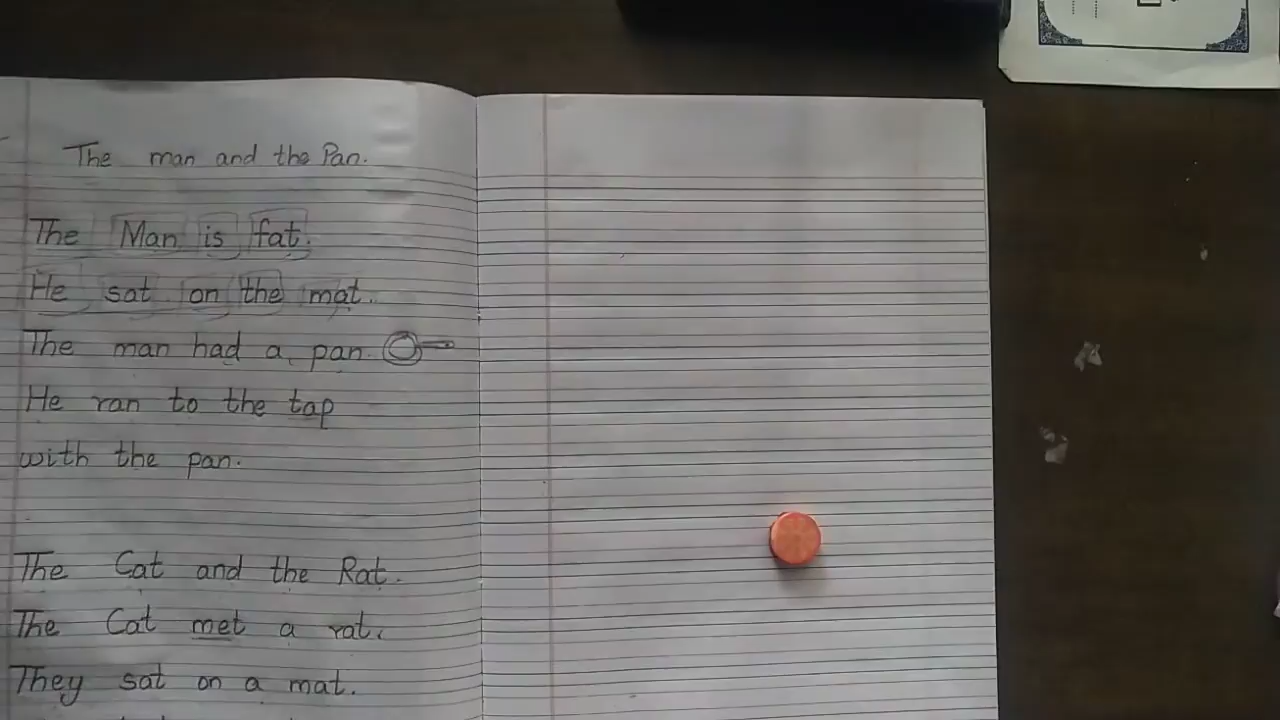 The man and the Pan.
The Man is fat.
He sat on the mat.
The man had a pan
He ran to the tap
with the pan.
The Cat and the Rat.
The Cat met a rat.
They sat on a mat.